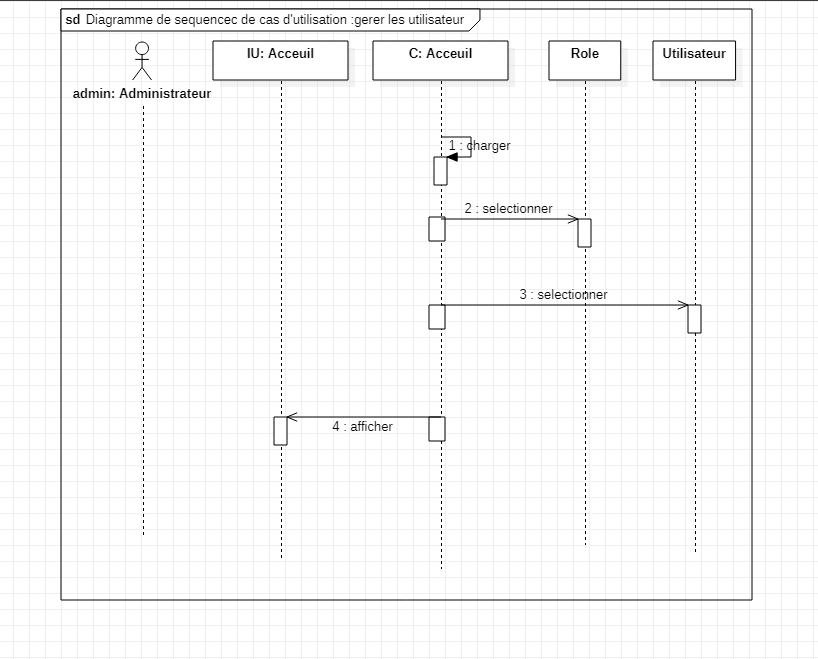 sd Diagramme de sequencec de cas d'utilisation :gerer les utilisateur
IU: Acceuil
C: Acceuil
Role
Utilisateur
admin: Administrateur
1 : charger
2 : selectionner
3 : selectionner
4 : afficher